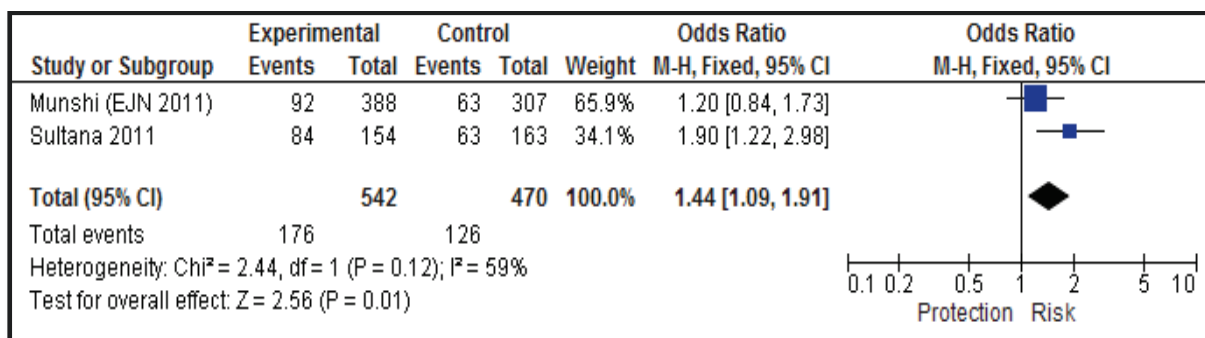 Experimental Control Odds Ratio Odds Ratio
Study or Subgroup Events Total Events Total Weight M-H, Fixed, 95% CI M-H, Fixed, 95% CI
Munshi (EJN 2011) 92 388 63 307 65.9% 1.20 [0.84, 1.73]
Sultana 2011 84 154 63 163 34.1% 1.90 [1.22, 2.98]
Total (95% CI) 542 470 100.0% 1.44 [1.09, 1.91]
Total events 176 126
Heterogeneity: Chi² = 2.44, df = 1 (P = 0.12); I² = 59%
Test for overall effect: Z = 2.56 (P = 0.01)
0.1 0.2 0.5 1 2 5 10
Protection Risk